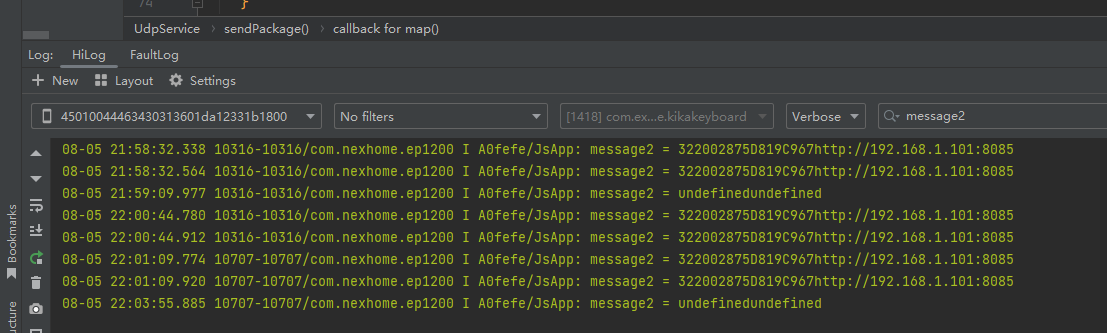 74
}
UdpService > sendPackage() > callback for map()
Log: HiLog FaultLog
+ New Layout Settings
45010044463430313601da12331b1800 No filters [1418] com.ex...e.kikakeyboard Verbose message2
08-05 21:58:32.338 10316-10316/com.nexhome.ep1200 I A0fefe/JsApp: message2 = 322002875D819C967http://192.168.1.101:8085
08-05 21:58:32.564 10316-10316/com.nexhome.ep1200 I A0fefe/JsApp: message2 = 322002875D819C967http://192.168.1.101:8085
08-05 21:59:09.977 10316-10316/com.nexhome.ep1200 I A0fefe/JsApp: message2 = undefinedundefined
08-05 22:00:44.780 10316-10316/com.nexhome.ep1200 I A0fefe/JsApp: message2 = 322002875D819C967http://192.168.1.101:8085
08-05 22:00:44.912 10316-10316/com.nexhome.ep1200 I A0fefe/JsApp: message2 = 322002875D819C967http://192.168.1.101:8085
08-05 22:01:09.774 10707-10707/com.nexhome.ep1200 I A0fefe/JsApp: message2 = 322002875D819C967http://192.168.1.101:8085
08-05 22:01:09.920 10707-10707/com.nexhome.ep1200 I A0fefe/JsApp: message2 = 322002875D819C967http://192.168.1.101:8085
08-05 22:03:55.885 10707-10707/com.nexhome.ep1200 I A0fefe/JsApp: message2 = undefinedundefined
Bookmarks
ucture